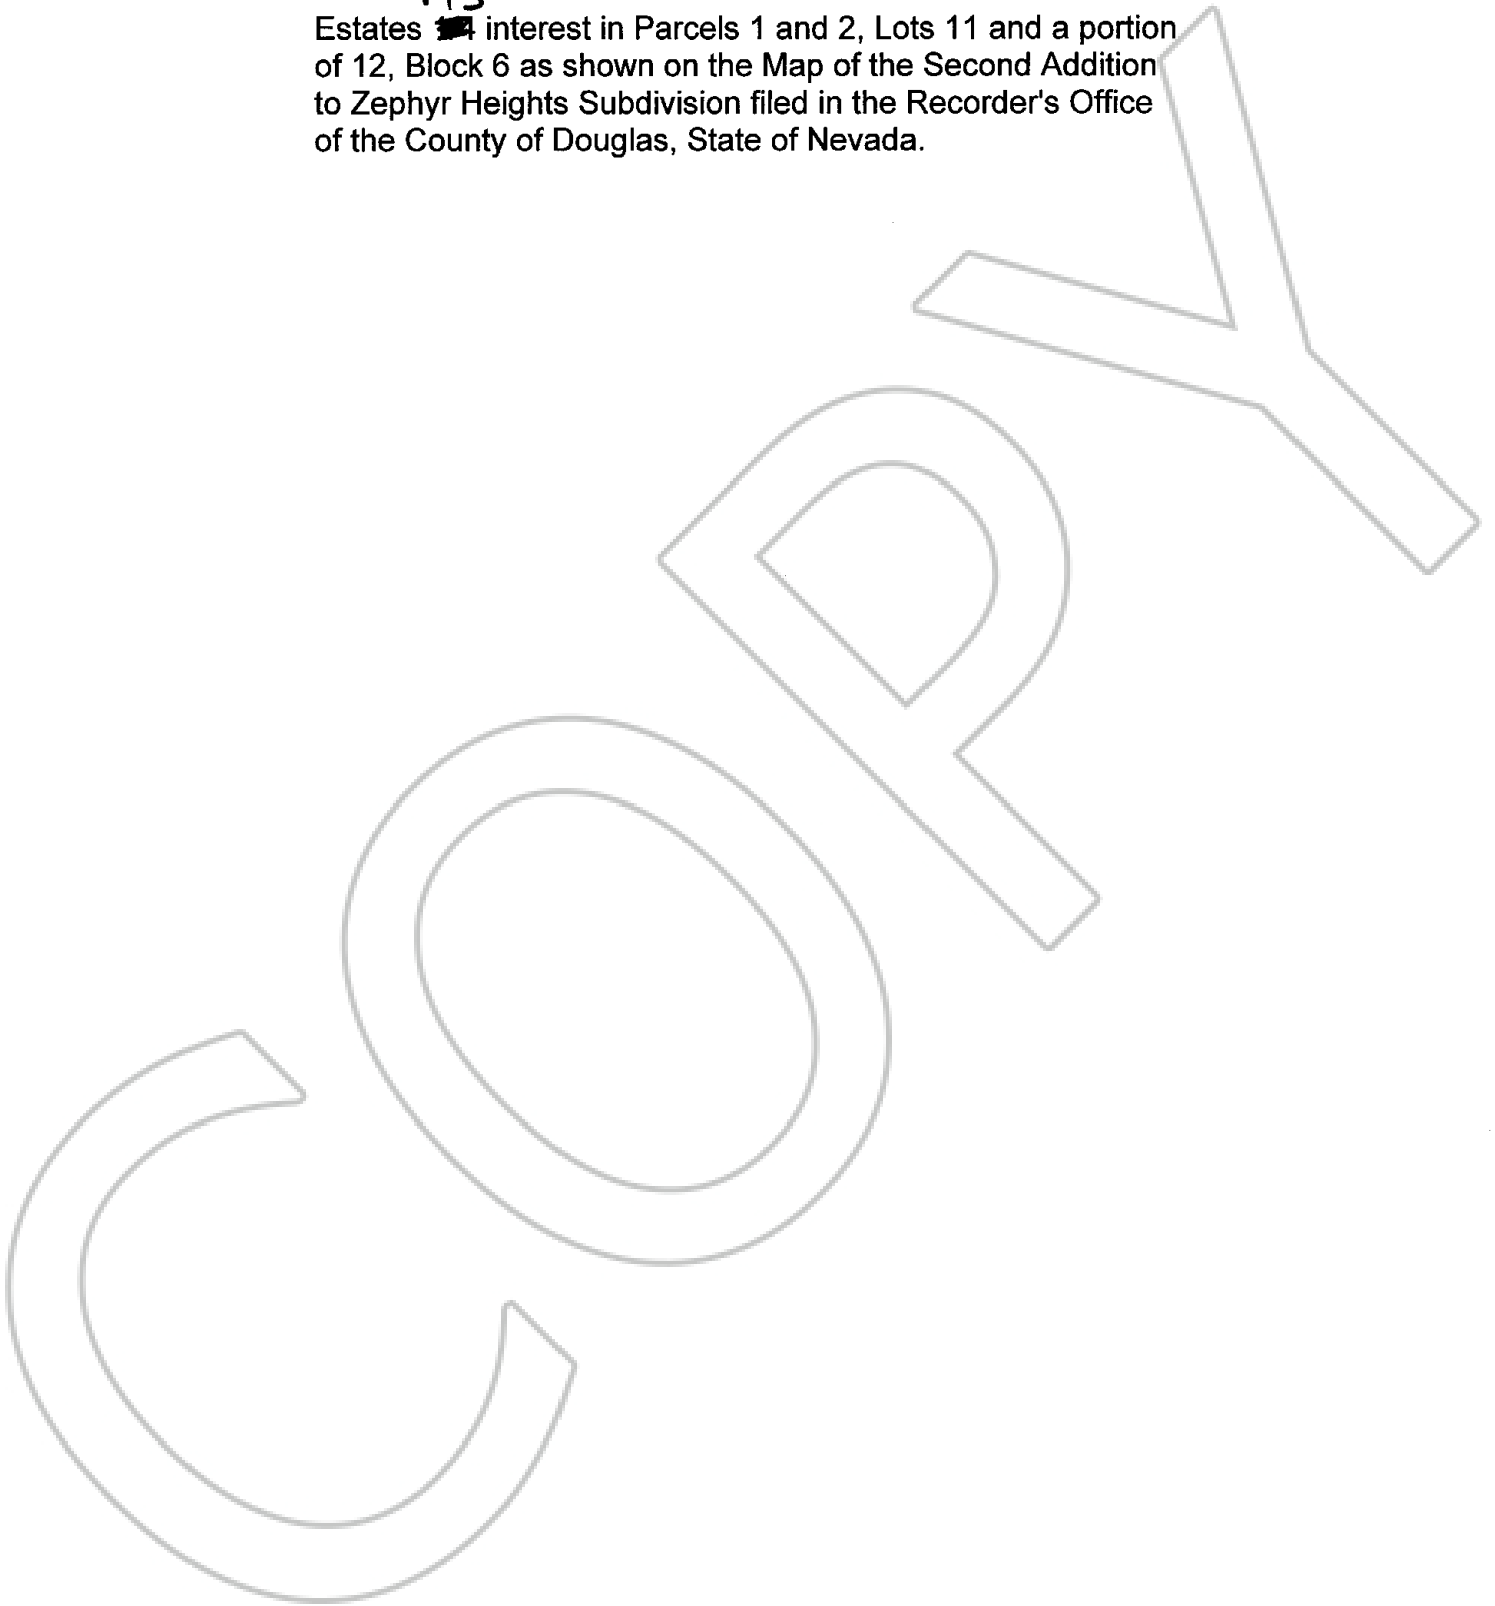 Estates interest in Parcels 1 and 2, Lots 11 and a portion
of 12, Block 6 as shown on the Map of the Second Addition
to Zephyr Heights Subdivision filed in the Recorder's Office
of the County of Douglas, State of Nevada.
COPY